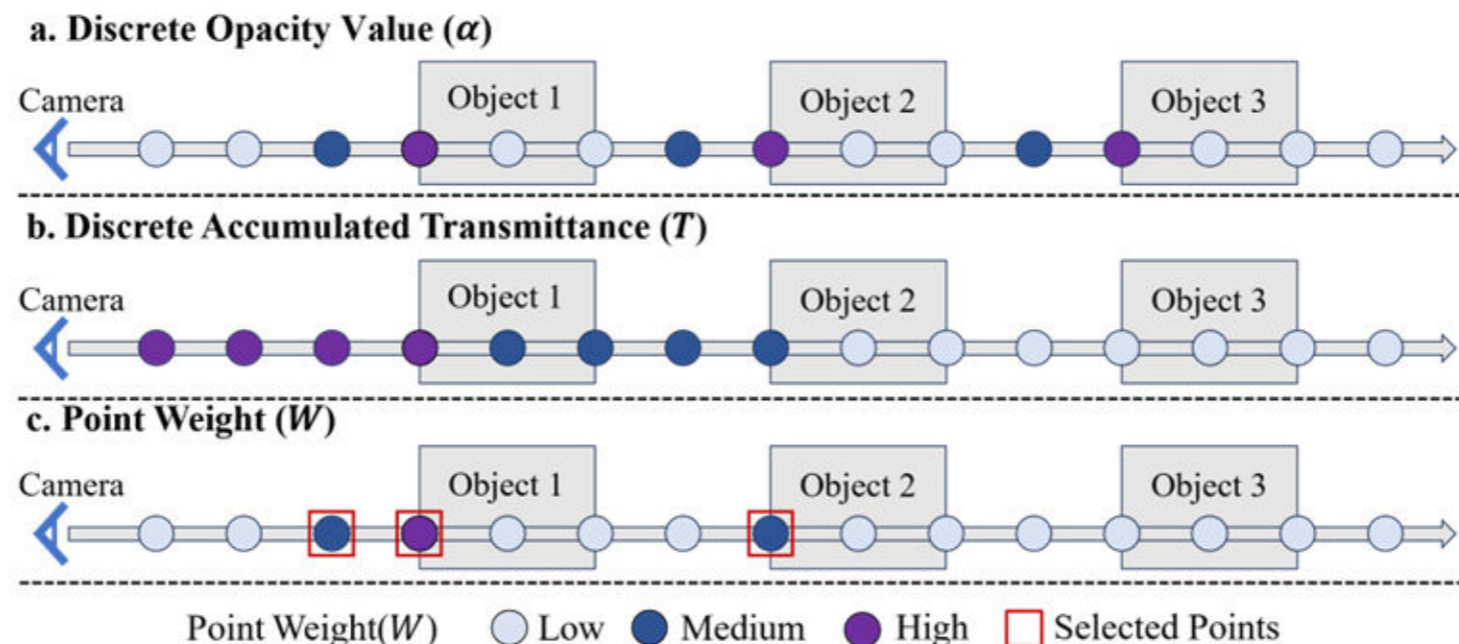 a. Discrete Opacity Value (α)
Camera
Object 1
Object 2
Object 3
b. Discrete Accumulated Transmittance (T)
Camera
Object 1
Object 2
Object 3
c. Point Weight (W)
Camera
Object 1
Object 2
Object 3
Point Weight(W) Low Medium High Selected Points